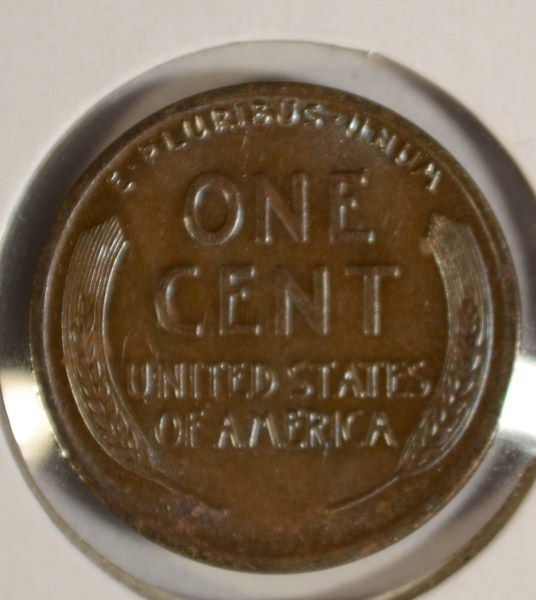 E·PLURIBUS·UNUM
ONE
CENT
UNITED STATES
OF AMERICA